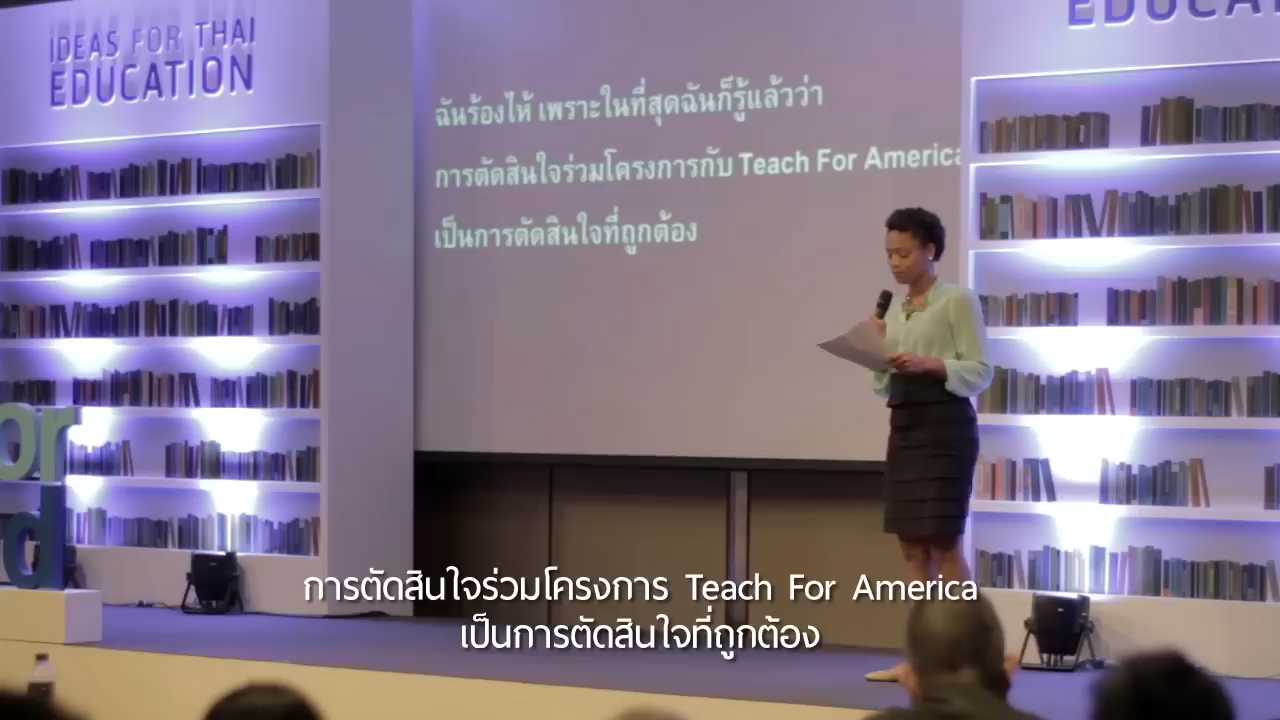 IDEAS FOR THAI
EDUCATION
EDUCA
ฉันร้องไห้ เพราะในที่สุดฉันก็รู้แล้วว่า
การตัดสินใจร่วมโครงการกับ Teach For America
เป็นการตัดสินใจที่ถูกต้อง
or
d
การตัดสินใจร่วมโครงการ Teach For America
เป็นการตัดสินใจที่ถูกต้อง